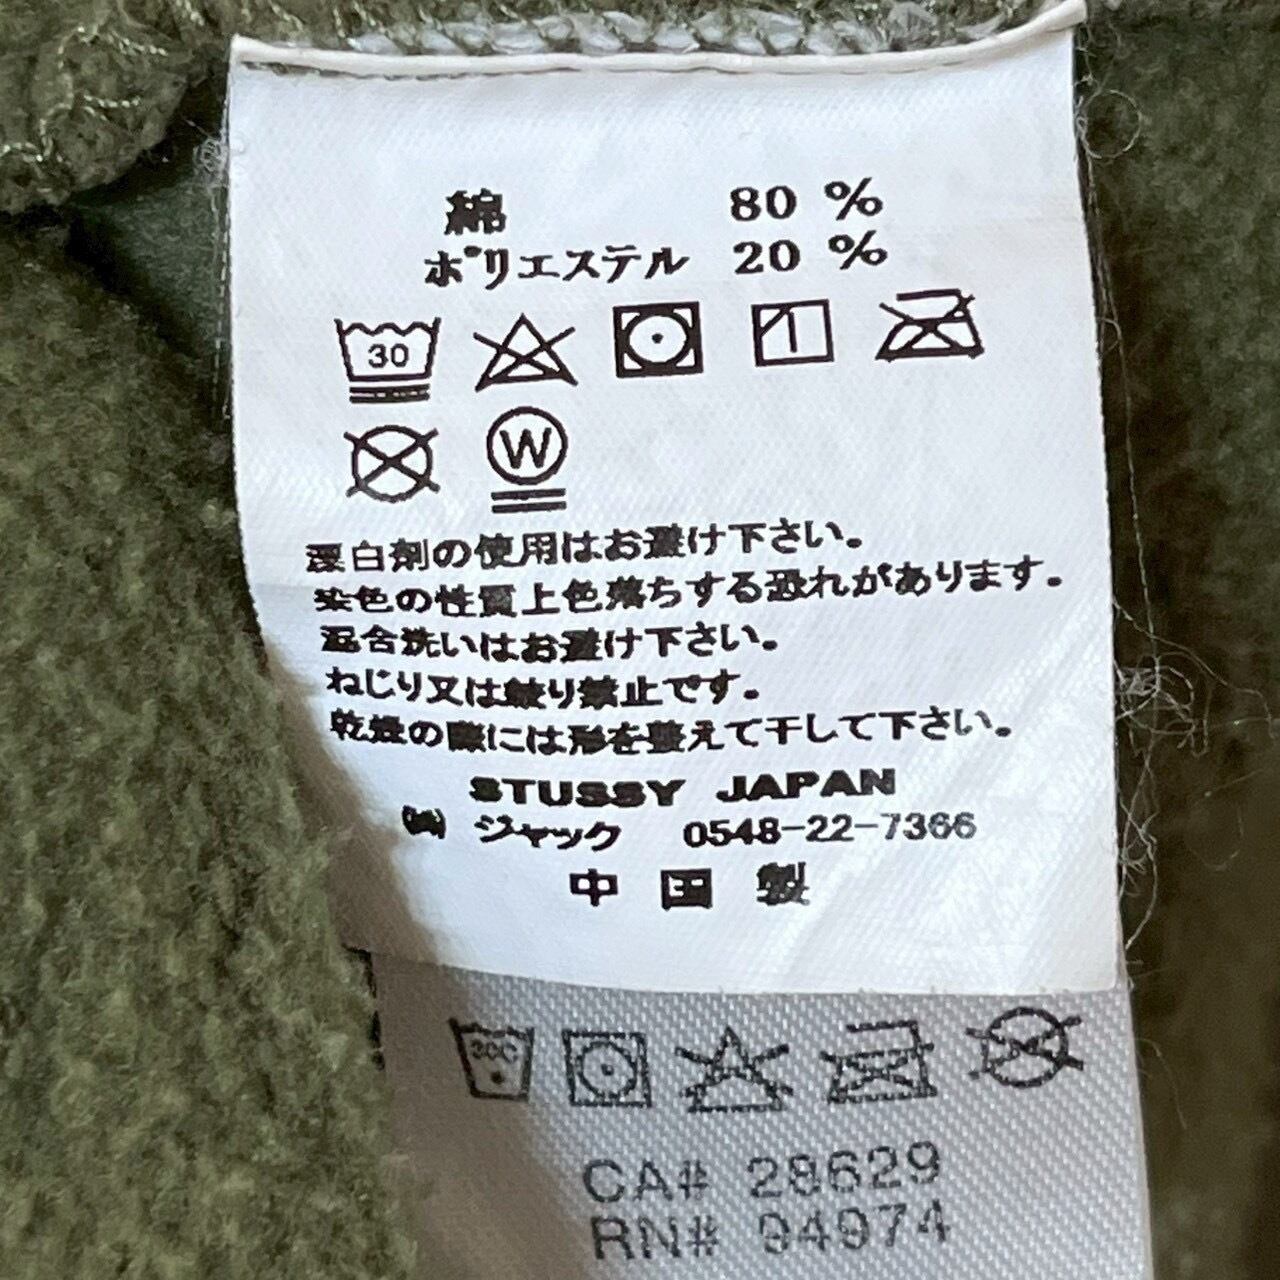 綿 80 %
ポリエステル 20 %
30
W
漂白剤の使用はお避け下さい。
染色の性質上色落ちする恐れがあります。
混合洗いはお避け下さい。
ねじり又は絞り禁止です。
乾燥の際には形を整えて干して下さい。
STUSSY JAPAN
㈱ ジャック 0548-22-7366
中国製
30C
CA# 28629
RN# 94974